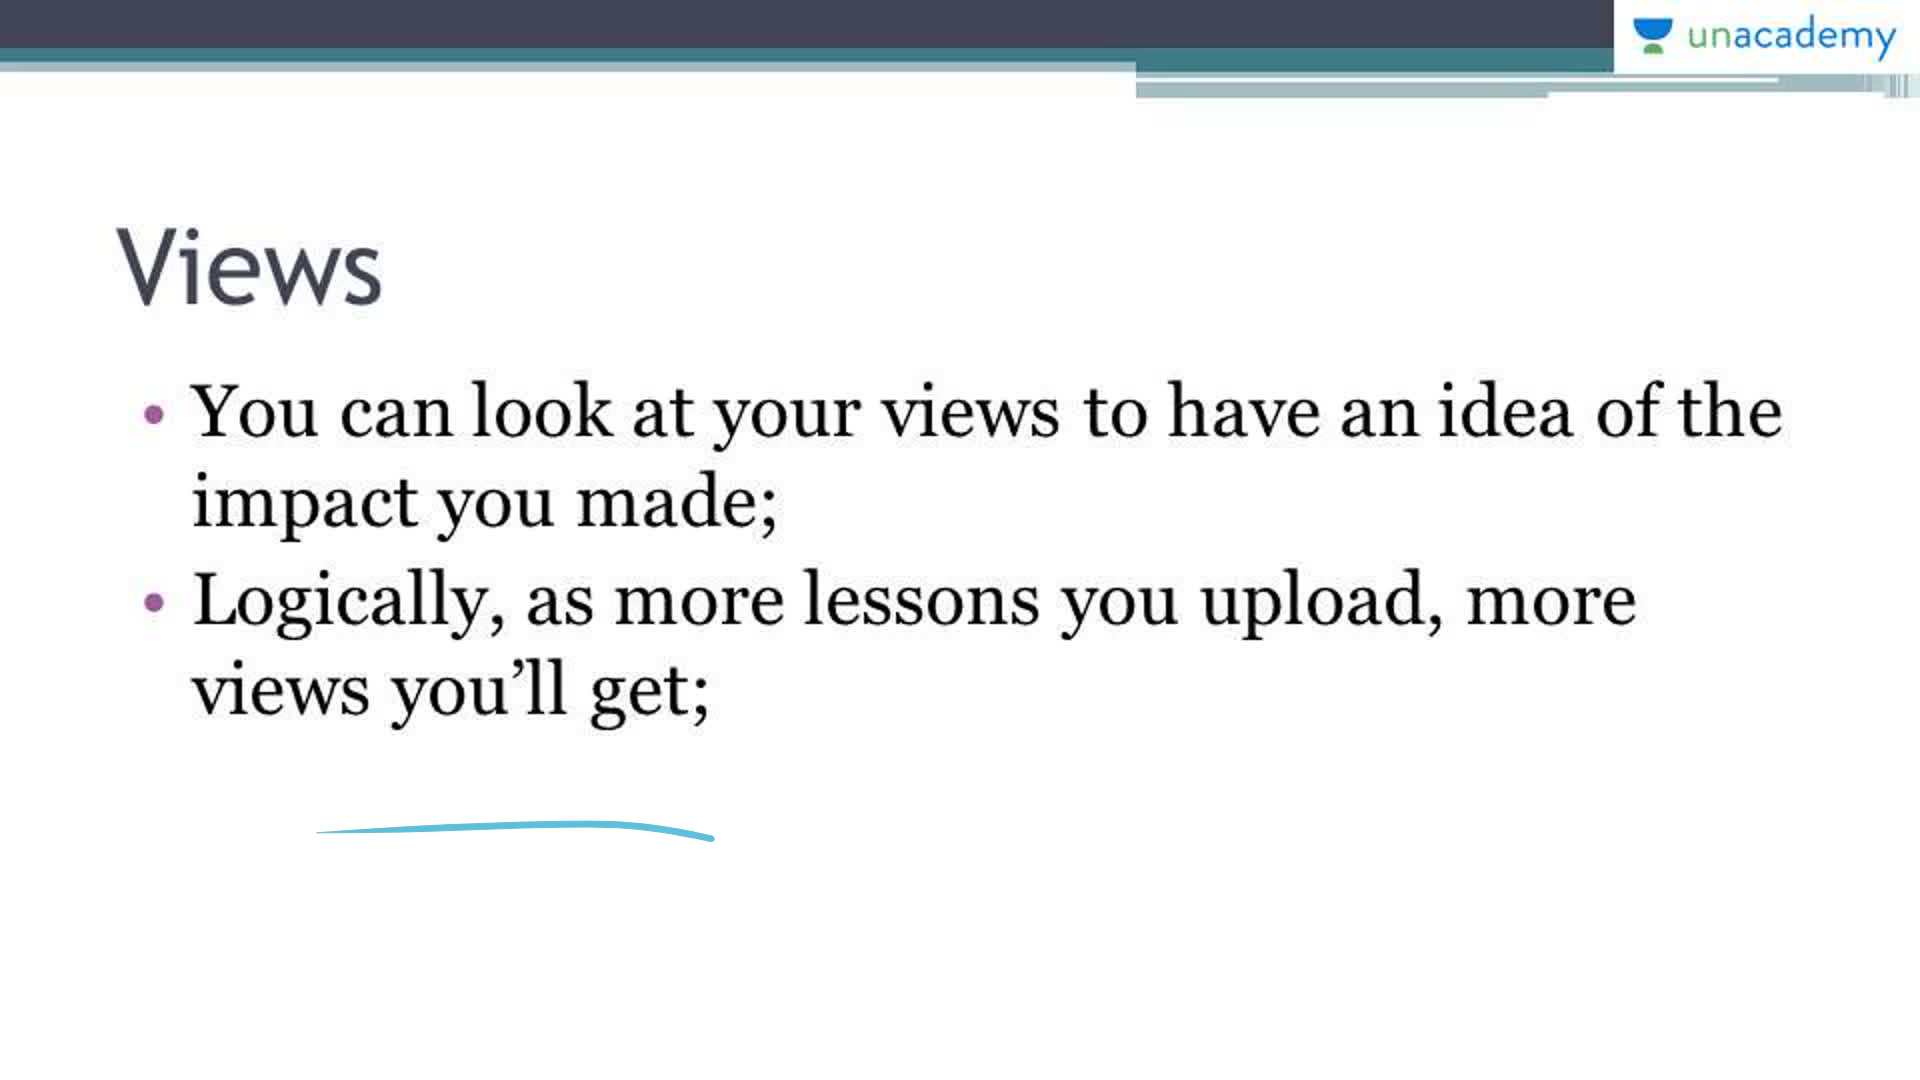 unacademy
Views
• You can look at your views to have an idea of the
impact you made;
• Logically, as more lessons you upload, more
views you’ll get;